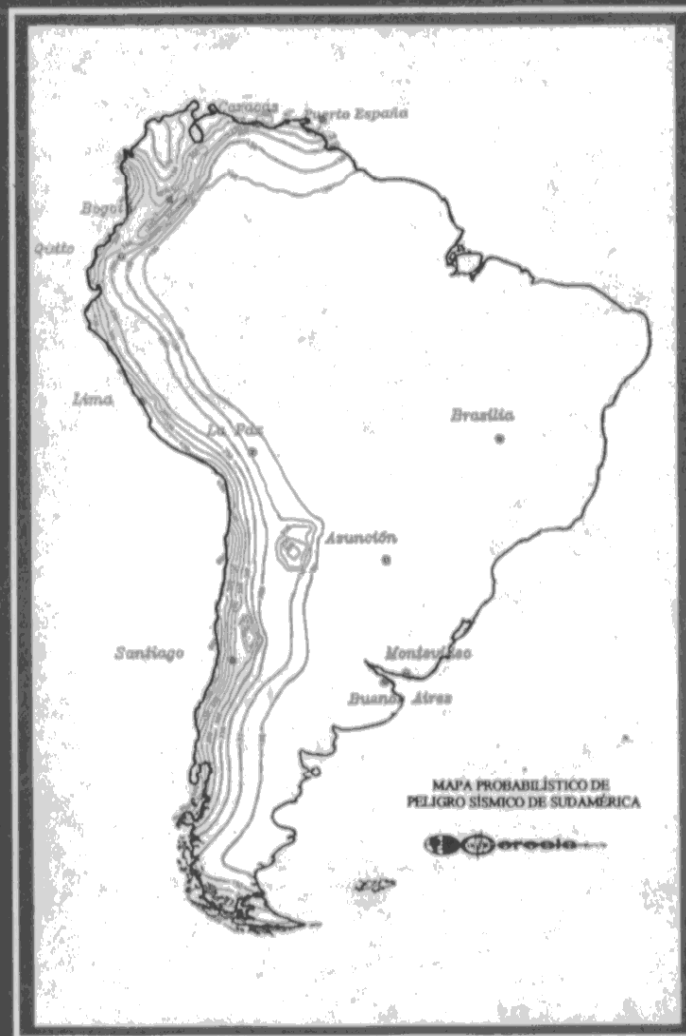 Caracas
Puerto España
Bogot
Quito
Lima
La Paz
Brasilia
Asunción
Santiago
Montevideo
Buenos Aires
MAPA PROBABILÍSTICO DE
PELIGRO SÍSMICO DE SUDAMÉRICA